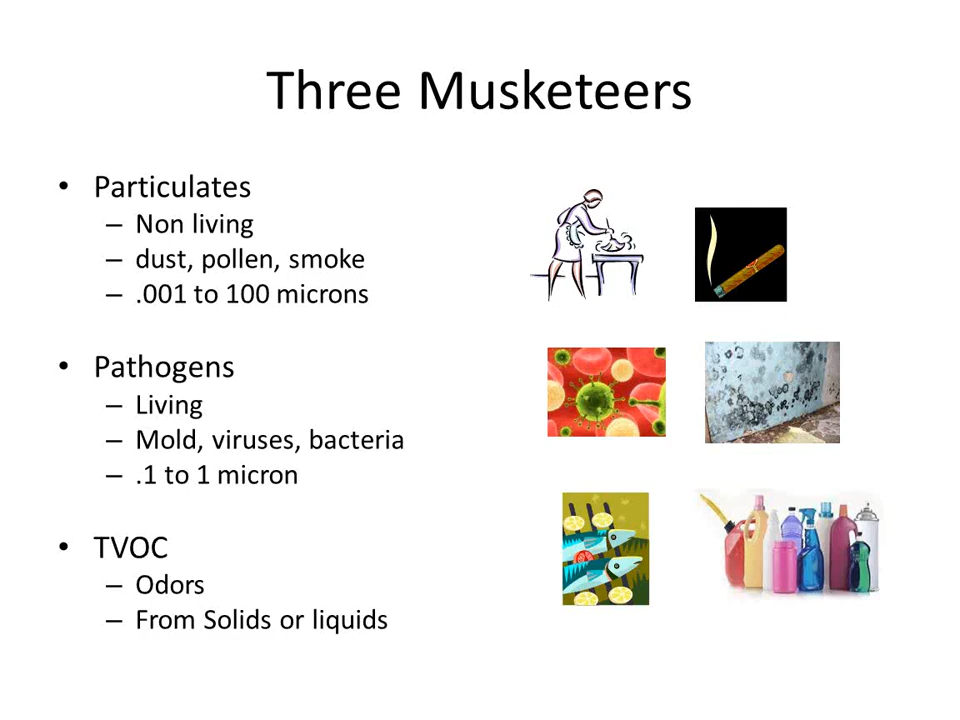 Three Musketeers
• Particulates
– Non living
– dust, pollen, smoke
– .001 to 100 microns
• Pathogens
– Living
– Mold, viruses, bacteria
– .1 to 1 micron
• TVOC
– Odors
– From Solids or liquids